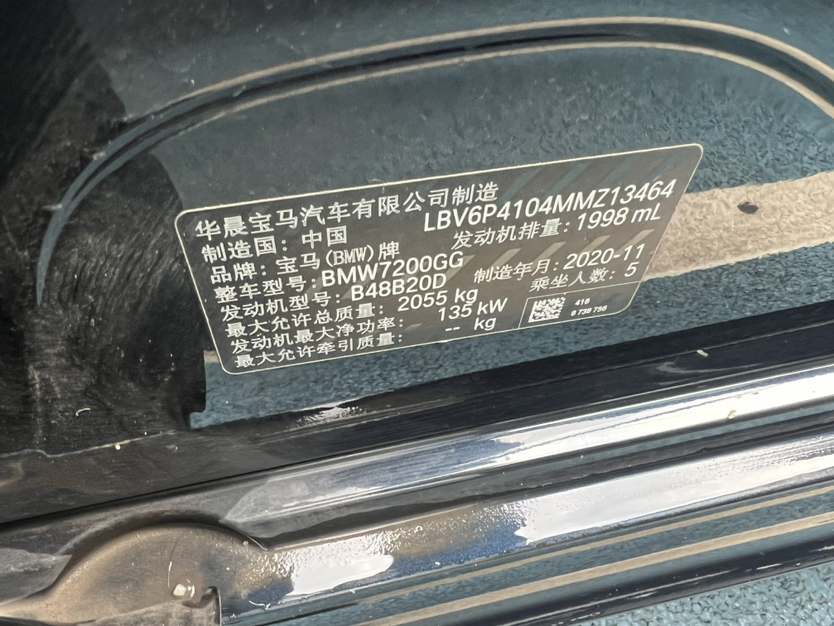 华晨宝马汽车有限公司制造
制造国：中国 LBV6P4104MMZ13464
品牌：宝马(BMW)牌 发动机排量：1998 mL
整车型号：BMW7200GG
发动机型号：B48B20D 制造年月：2020-11
最大允许总质量：2055 kg 乘坐人数：5
发动机最大净功率：135 kW
最大允许牵引质量：-- kg
416
6 738 756